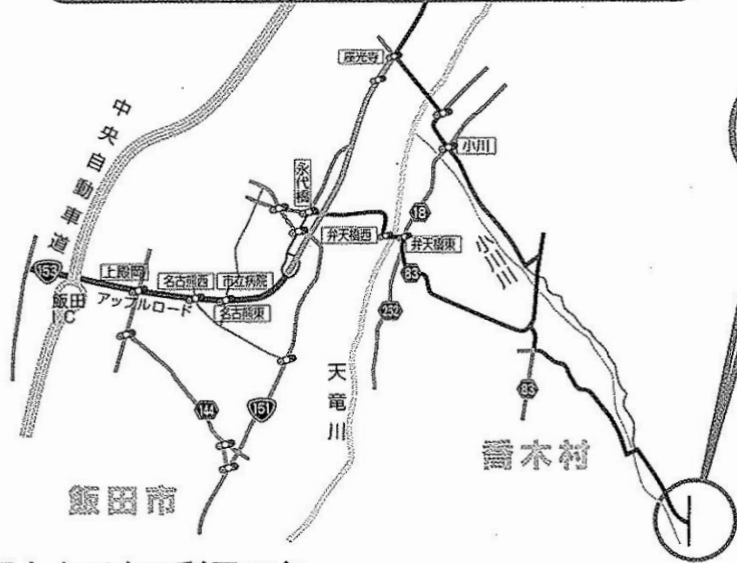 座光寺
中央自動車道
小川
永代橋
18
弁天橋西
弁天橋東
小川川
153
上殿岡
名古熊西
市立病院
83
飯田IC
アップルロード
名古熊東
252
天竜川
83
144
151
喬木村
飯田市